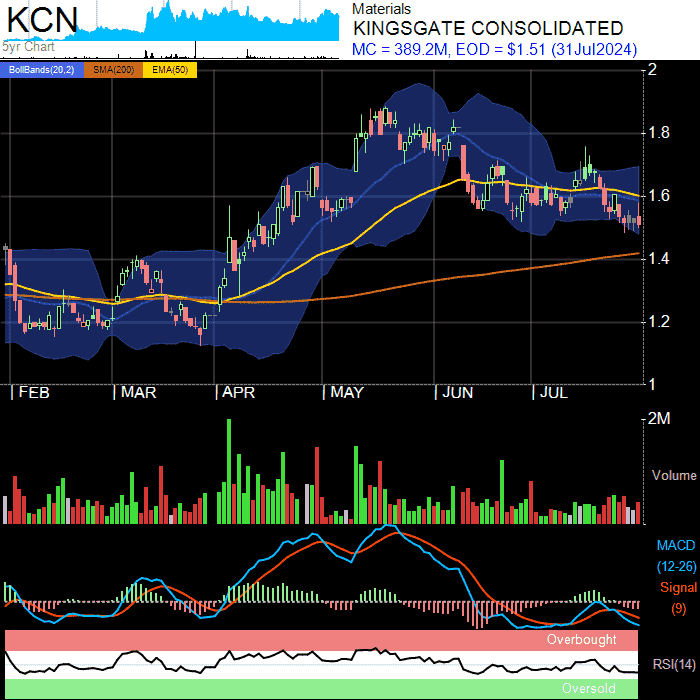 KCN
5yr Chart
Materials
KINGSGATE CONSOLIDATED
MC = 389.2M, EOD = $1.51 (31Jul2024)
BollBands(20,2) SMA(200) EMA(50)
2
1.8
1.6
1.4
1.2
1
FEB MAR APR MAY JUN JUL
2M
Volume
MACD
(12-26)
Signal
(9)
Overbought
RSI(14)
Oversold